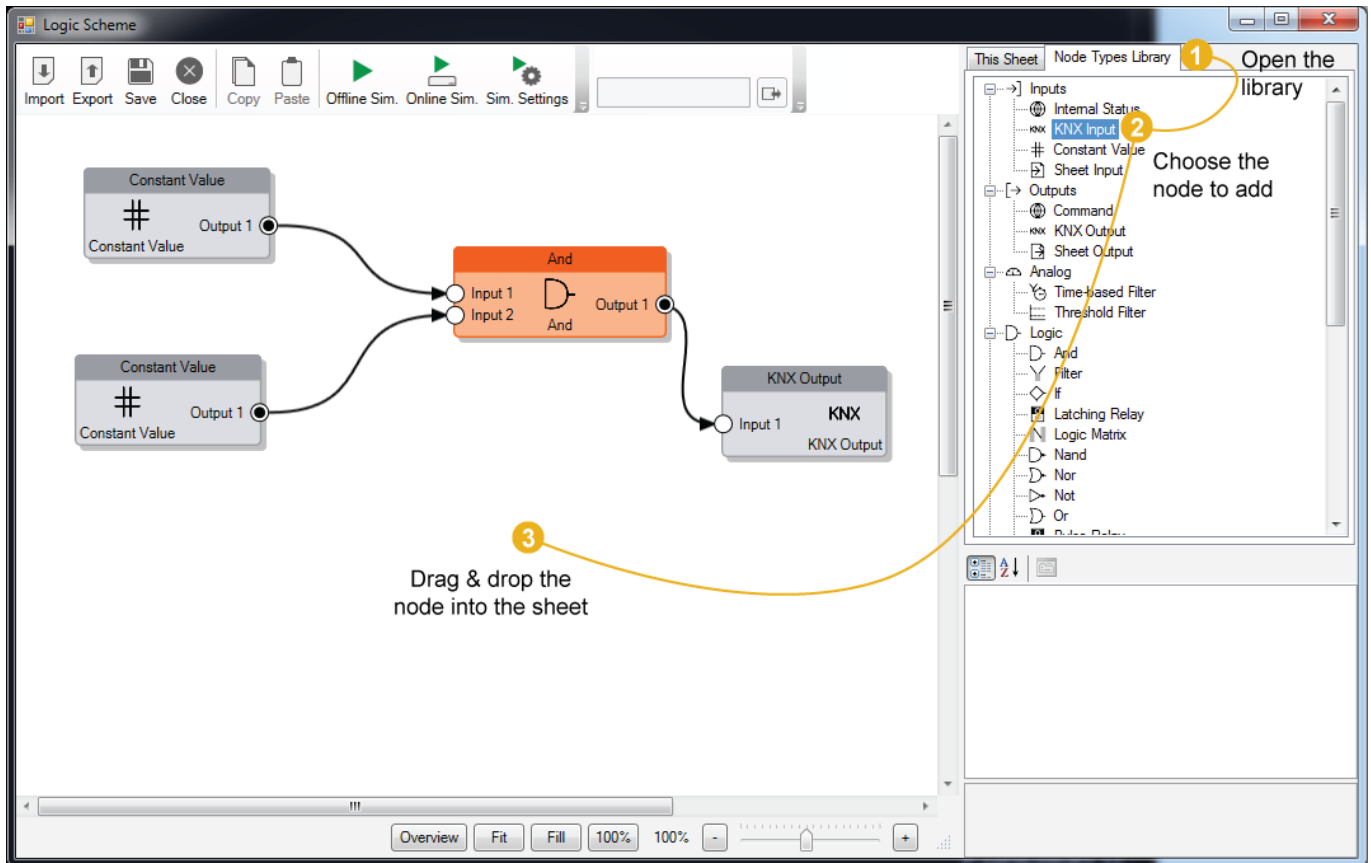 Logic Scheme
Import Export Save Close Copy Paste Offline Sim. Online Sim. Sim. Settings
This Sheet Node Types Library 1 Open the
library
Inputs
Internal Status
KNX KNX Input 2
Constant Value
Sheet Input
Choose the
node to add
Outputs
Command
KNX KNX Output
Sheet Output
Analog
Time-based Filter
Threshold Filter
Logic
And
Filter
If
Latching Relay
Logic Matrix
Nand
Nor
Not
Or
Constant Value
Output 1
Constant Value
And
Input 1
Input 2
Output 1
And
Constant Value
Output 1
Constant Value
KNX Output
Input 1 KNX
KNX Output
3
Drag & drop the
node into the sheet
Overview Fit Fill 100% 100% - +